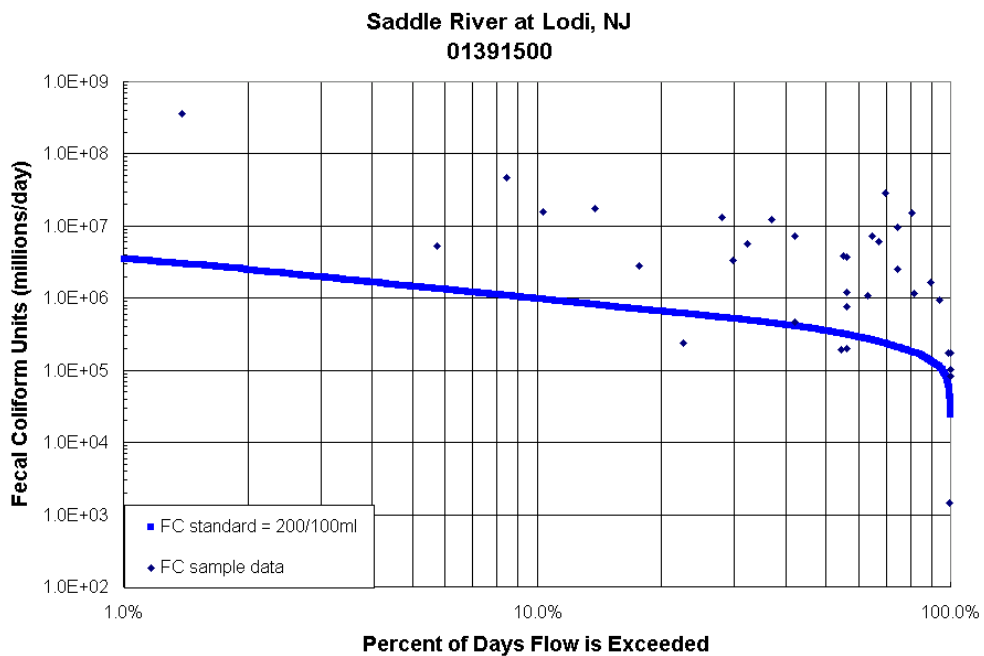 Saddle River at Lodi, NJ
01391500
Fecal Coliform Units (millions/day)
1.0E+09
1.0E+08
1.0E+07
1.0E+06
1.0E+05
1.0E+04
1.0E+03
1.0E+02
FC standard = 200/100ml
FC sample data
1.0%
10.0%
100.0%
Percent of Days Flow is Exceeded